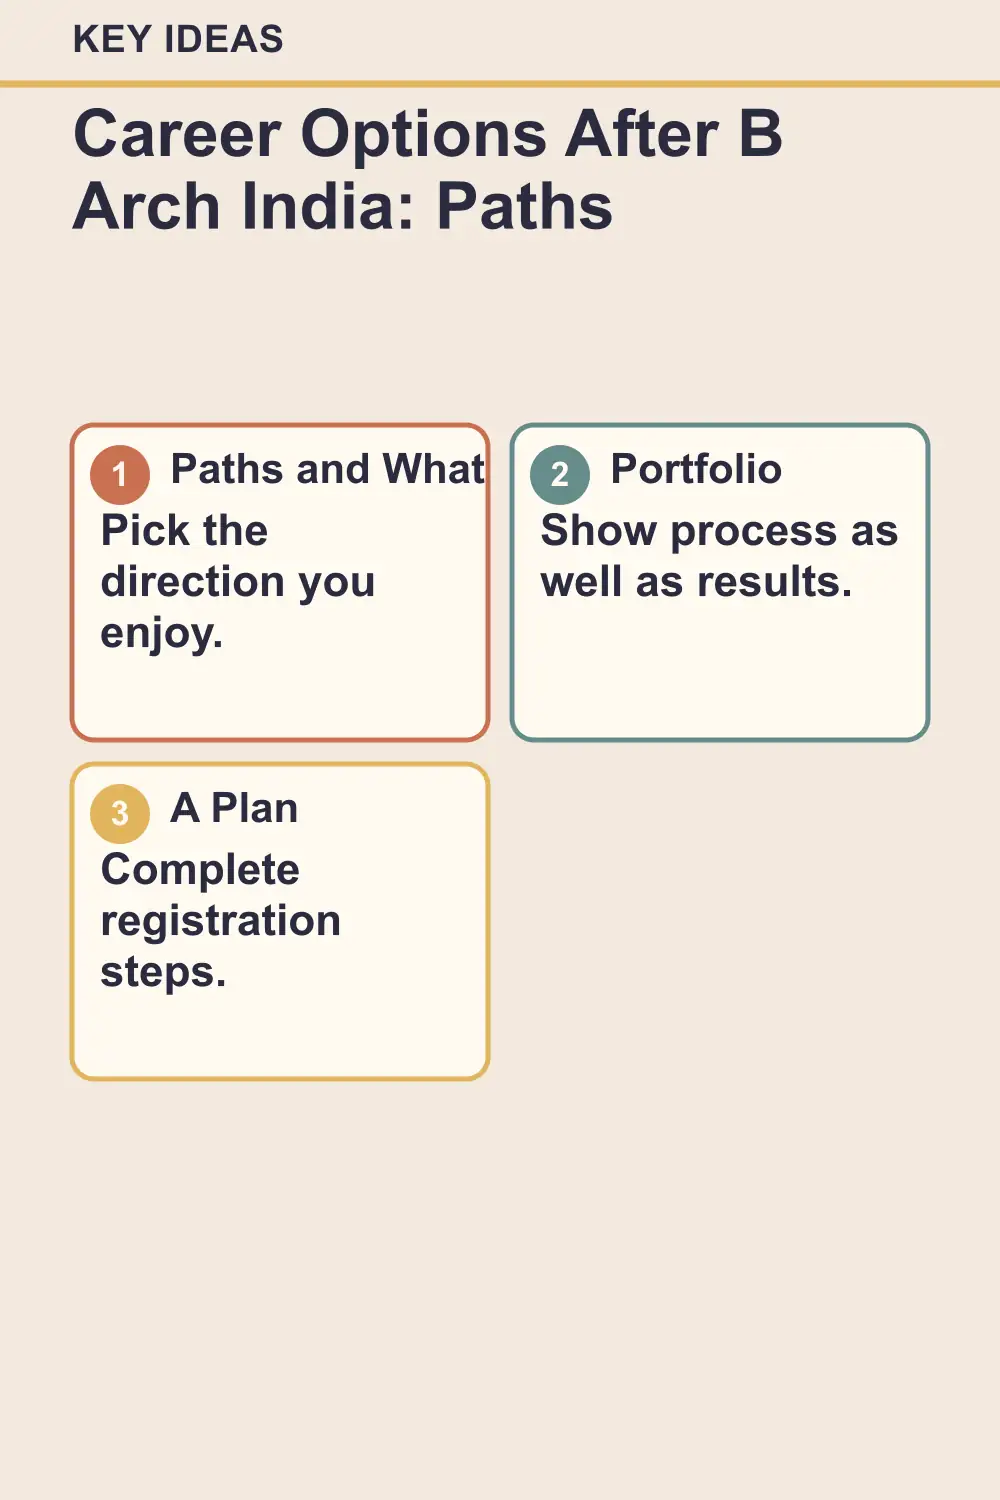 KEY IDEAS
Career Options After B
Arch India: Paths
1 Paths and What
Pick the
direction you
enjoy.
2 Portfolio
Show process as
well as results.
3 A Plan
Complete
registration
steps.